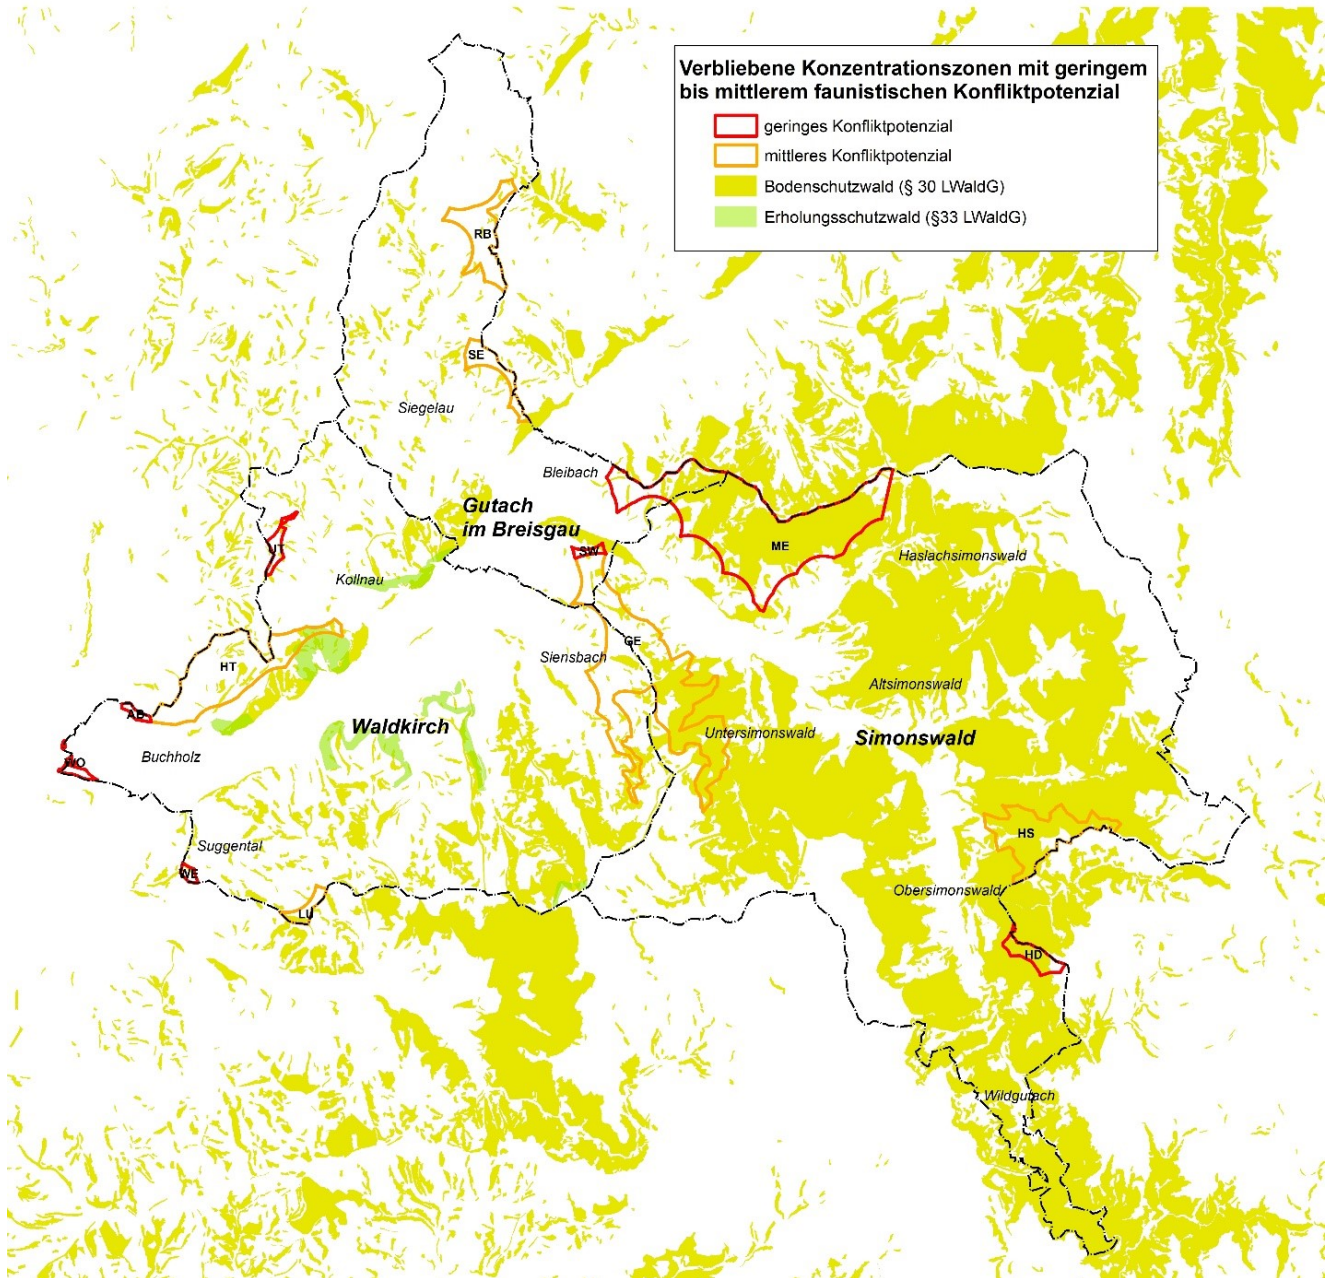 Verbliebene Konzentrationszonen mit geringem
bis mittlerem faunistischen Konfliktpotenzial
geringes Konfliktpotenzial
mittleres Konfliktpotenzial
Bodenschutzwald (§ 30 LWaldG)
Erholungsschutzwald (§33 LWaldG)
RB
SE
Siegelau
Bleibach
Gutach
im Breisgau
UT
SW
ME
Haslachsimonswald
Kollnau
GE
Siensbach
HT
Altsimonswald
AB
Waldkirch
Untersimonswald
Simonswald
Buchholz
WO
HS
Suggental
WE
Obersimonswald
LU
HD
Wildgutach